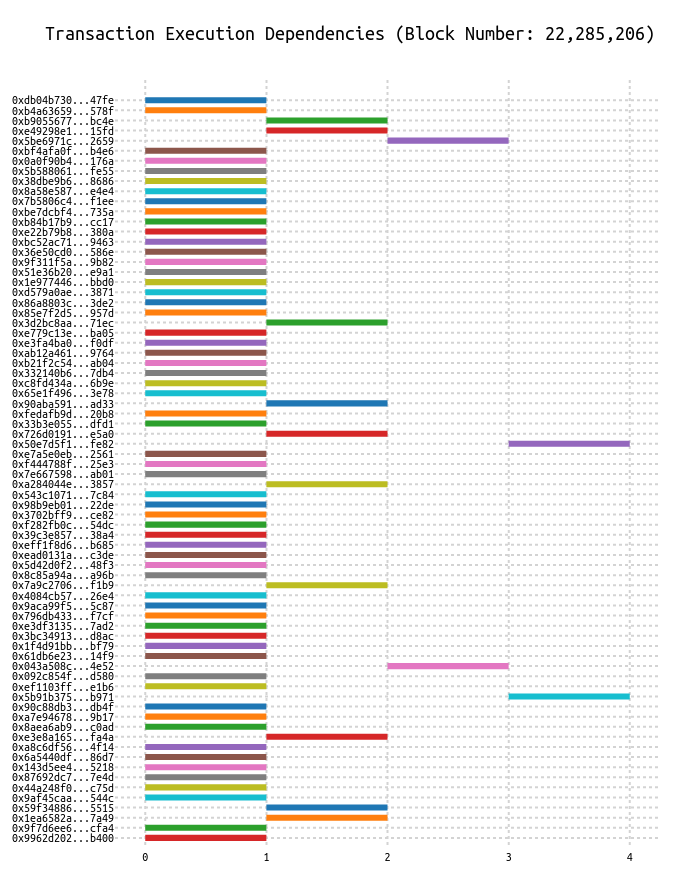 Transaction Execution Dependencies (Block Number: 22,285,206)
0xdb04b730...47fe
0xb4a63659...578f
0xb9055677...bc4e
0xe49298e1...15fd
0x5be6971c...2659
0xbf4afa0f...b4e6
0x0a0f90b4...176a
0x5b588061...fe55
0x38dbe9b6...8686
0x8a58e587...e4e4
0x7b5806c4...f1ee
0xbe7dcbf4...735a
0xb84b17b9...cc17
0xe22b79b8...380a
0xbc52ac71...9463
0x36e50cd0...586e
0x9f311f5a...9b82
0x51e36b20...e9a1
0x1e977446...bbd0
0xd579a0ae...3871
0x86a8803c...3de2
0x85e7f2d5...957d
0x3d2bc8aa...71ec
0xe779c13e...ba05
0xe3fa4ba0...f0df
0xab12a461...9764
0xb21f2c54...ab04
0x332140b6...7db4
0xc8fd434a...6b9e
0x65e1f496...3e78
0x90aba591...ad33
0xfedafb9d...20b8
0x33b3e055...dfd1
0x726d0191...e5a0
0x50e7d5f1...fe82
0xe7a5e0eb...2561
0xf444788f...25e3
0x7e667598...ab01
0xa284044e...3857
0x543c1071...7c84
0x98b9eb01...22de
0x3702bff9...ce82
0xf282fb0c...54dc
0x39c3e857...38a4
0xeff1f8d6...b685
0xead0131a...c3de
0x5d42d0f2...48f3
0x8c85a94a...a96b
0x7a9c2706...f1b9
0x4084cb57...26e4
0x9aca99f5...5c87
0x796db433...f7cf
0xe3df3135...7ad2
0x3bc34913...d8ac
0x1f4d91bb...bf79
0x61db6e23...14f9
0x043a508c...4e52
0x092c854f...d580
0xef1103ff...e1b6
0x5b91b375...b971
0x90c88db3...db4f
0xa7e94678...9b17
0x8aea6ab9...c0ad
0xe3e8a165...fa4a
0xa8c6df56...4f14
0x6a5440df...86d7
0x143d5ee4...5218
0x87692dc7...7e4d
0x44a248f0...c75d
0x9af45caa...544c
0x59f34886...5515
0x1ea6582a...7a49
0x9f7d6ee6...cfa4
0x9962d202...b400
0 1 2 3 4